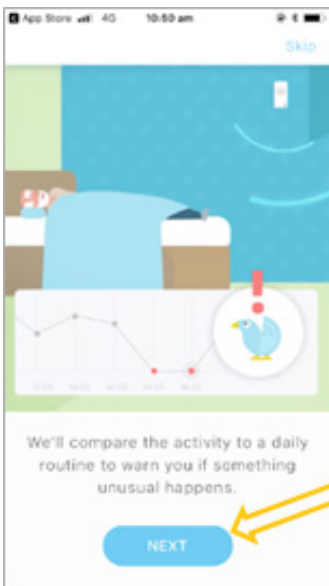 App Store 4G 10:50 am
Skip
We'll compare the activity to a daily
routine to warn you if something
unusual happens.
NEXT